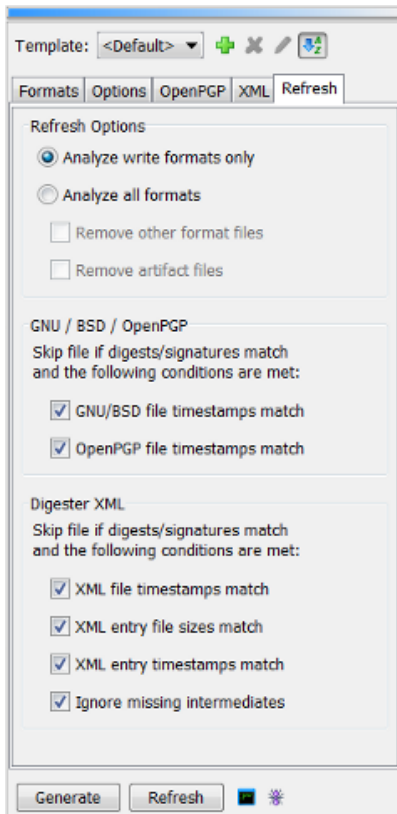 Template: <Default>
Formats Options OpenPGP XML Refresh
Refresh Options
Analyze write formats only
Analyze all formats
Remove other format files
Remove artifact files
GNU / BSD / OpenPGP
Skip file if digests/signatures match
and the following conditions are met:
GNU/BSD file timestamps match
OpenPGP file timestamps match
Digester XML
Skip file if digests/signatures match
and the following conditions are met:
XML file timestamps match
XML entry file sizes match
XML entry timestamps match
Ignore missing intermediates
Generate Refresh